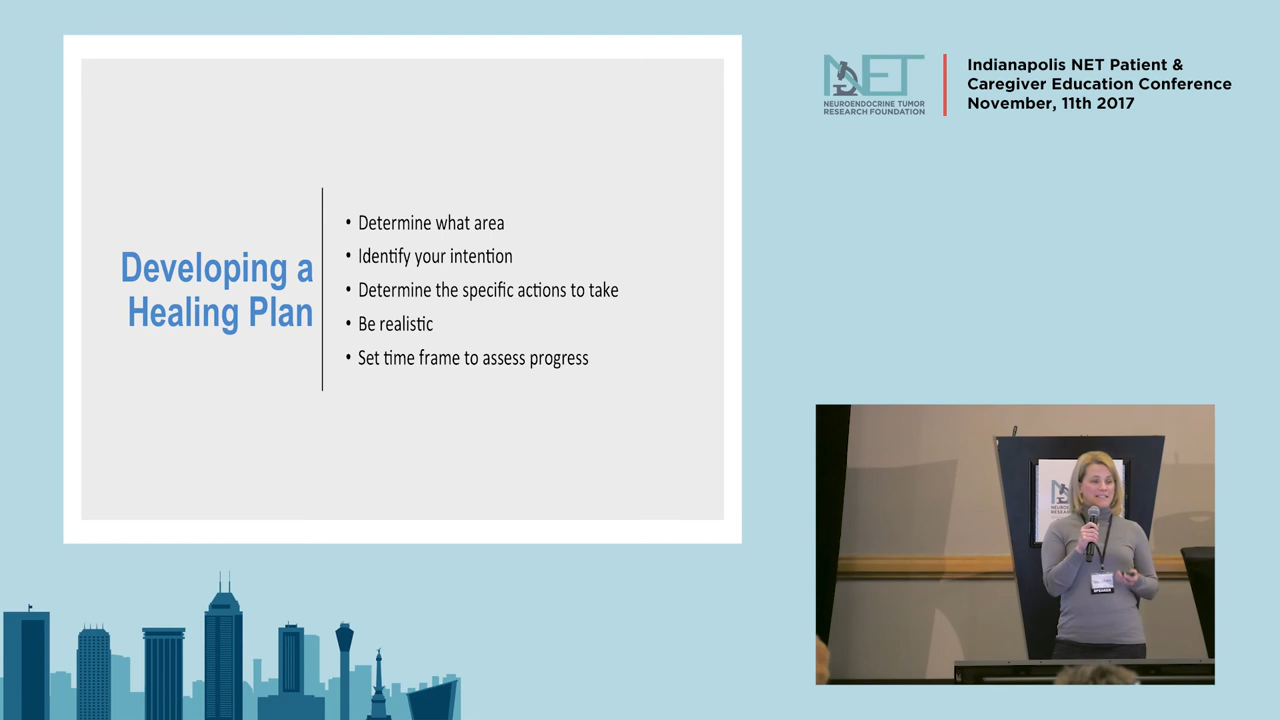 NET
NEUROENDOCRINE TUMOR
RESEARCH FOUNDATION
Indianapolis NET Patient &
Caregiver Education Conference
November, 11th 2017
Developing a
Healing Plan
• Determine what area
• Identify your intention
• Determine the specific actions to take
• Be realistic
• Set time frame to assess progress
SPEAKER